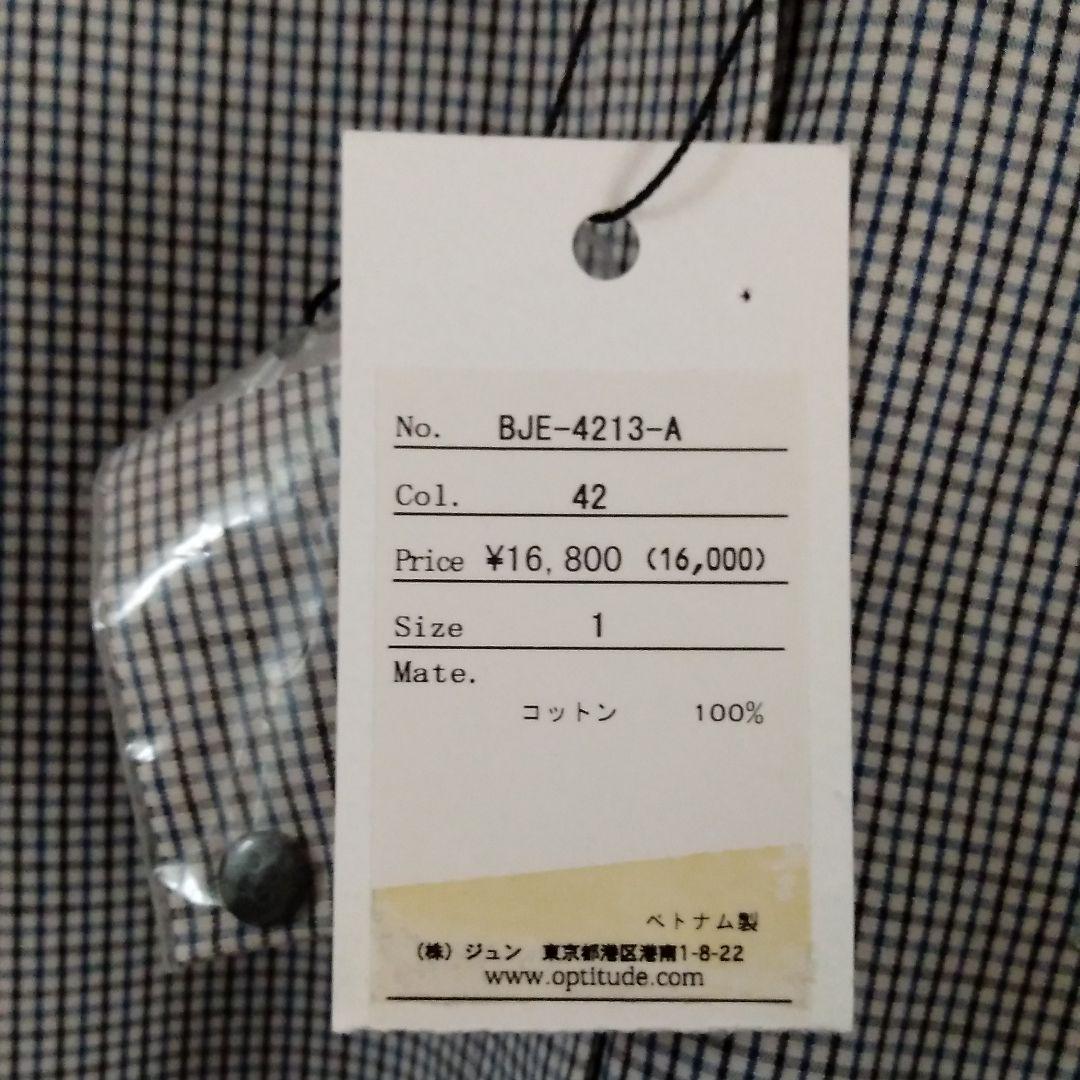 No. BJE-4213-A
Col. 42
Price ¥16,800 (16,000)
Size 1
Mate.
コットン 100%
ベトナム製
(株) ジュン 東京都港区港南1-8-22
www.optitude.com